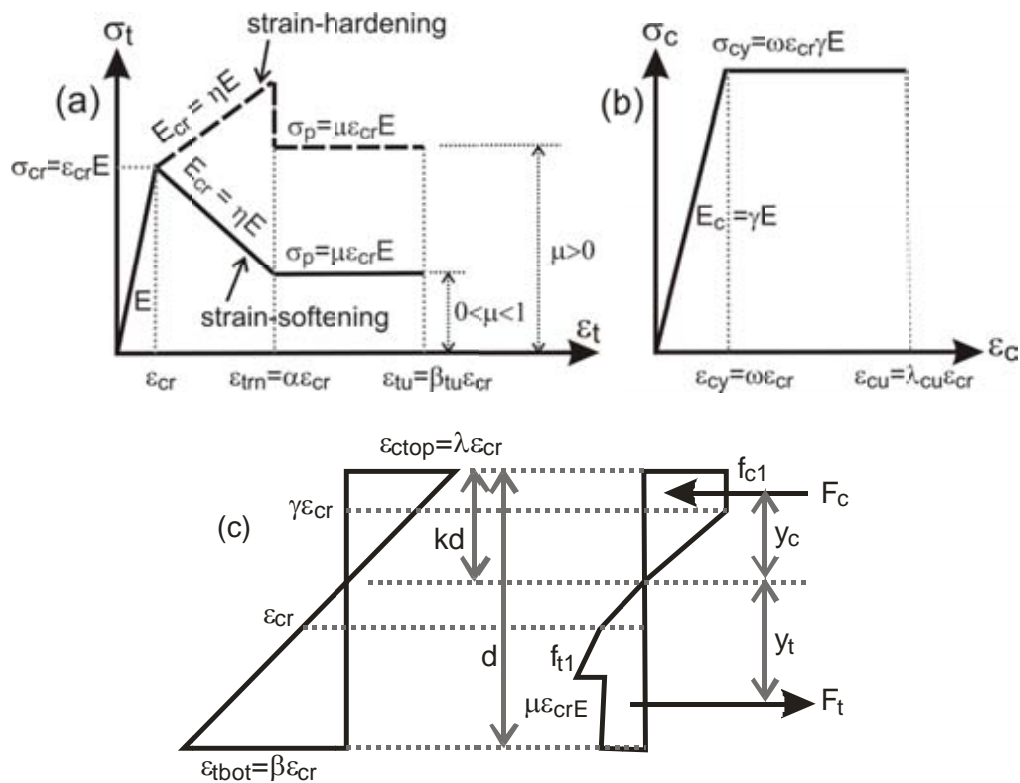 σt
strain-hardening
(a)
Ecr = ηE
σp=μεcrE
σcr=εcrE
Ecr = ηE
μ>0
σp=μεcrE
E
strain-softening
0<μ<1
εt
εcr
εtrn=αεcr
εtu=βtuεcr
σc
σcy=ωεcrγE
(b)
Ec=γE
εc
εcy=ωεcr
εcu=λcuεcr
εctop=λεcr
fc1
Fc
(c)
γεcr
kd
yc
εcr
d
ft1
yt
μεcrE
Ft
εtbot=βεcr